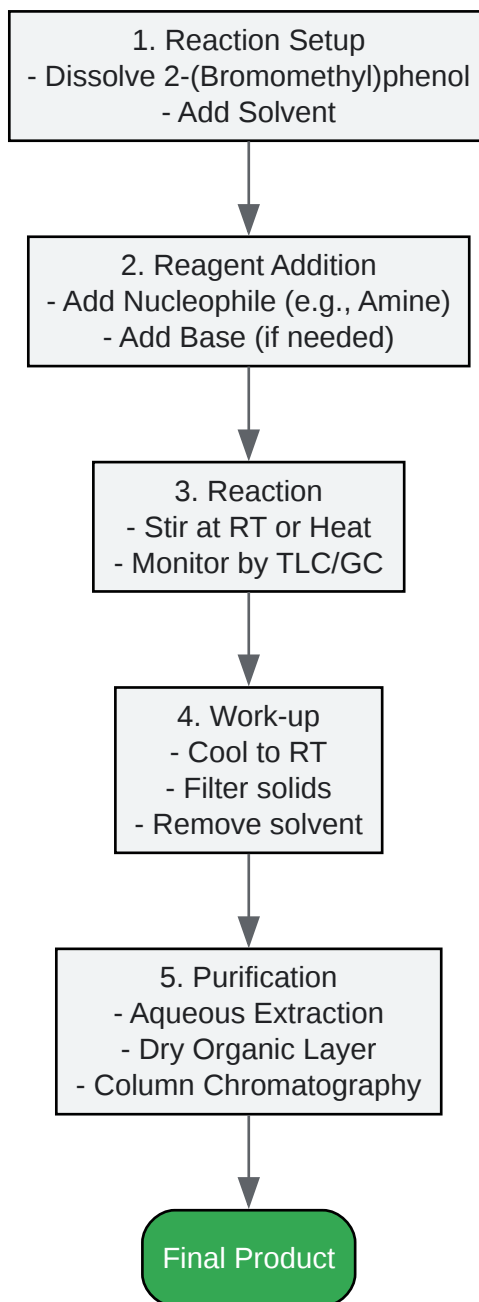 1. Reaction Setup
- Dissolve 2-(Bromomethyl)phenol
- Add Solvent
2. Reagent Addition
- Add Nucleophile (e.g., Amine)
- Add Base (if needed)
3. Reaction
- Stir at RT or Heat
- Monitor by TLC/GC
4. Work-up
- Cool to RT
- Filter solids
- Remove solvent
5. Purification
- Aqueous Extraction
- Dry Organic Layer
- Column Chromatography
Final Product